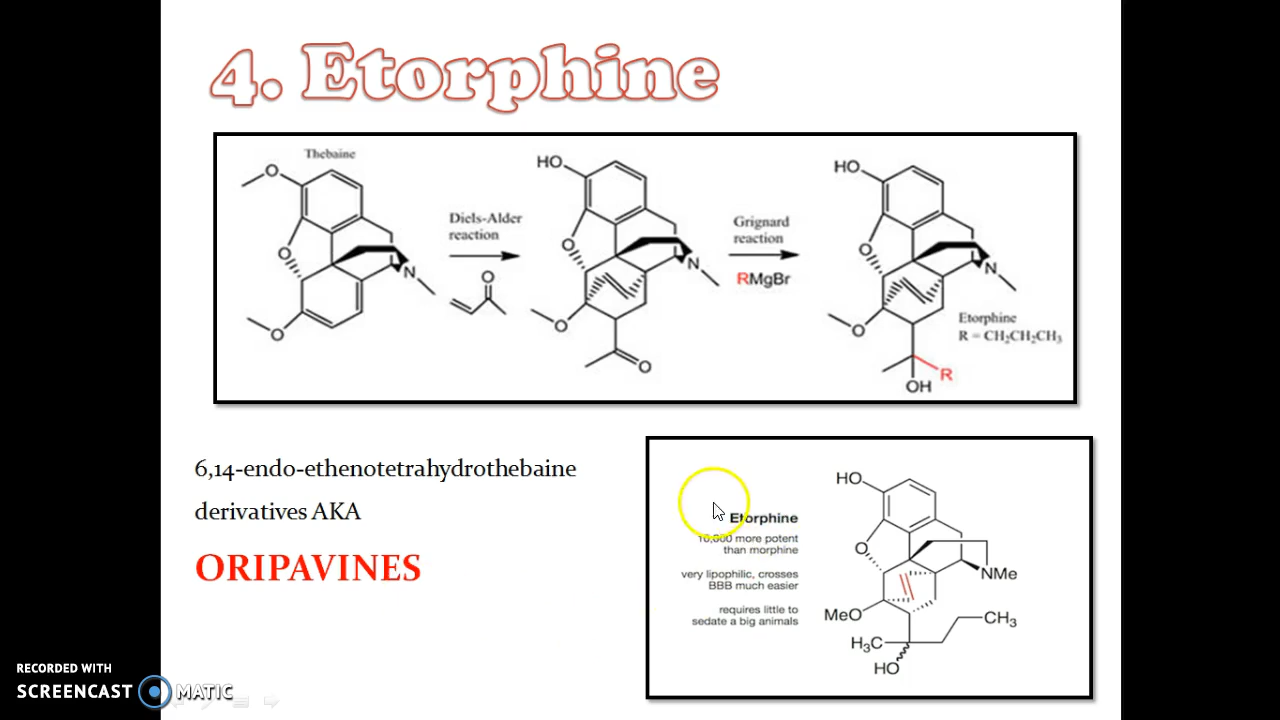 4. Etorphine
Thebaine
O
O
O
N
Diels-Alder
reaction
O
HO
O
N
O
O
Grignard
reaction
RMgBr
HO
O
N
O
OH
R
Etorphine
R = CH₂CH₂CH₃
6,14-endo-ethenotetrahydrothebaine
derivatives AKA
ORIPAVINES
Etorphine
10,000 more potent
than morphine
very lipophilic, crosses
BBB much easier
requires little to
sedate a big animals
HO
O
NMe
MeO
CH₃
H₃C
HO
RECORDED WITH
SCREENCAST MATIC